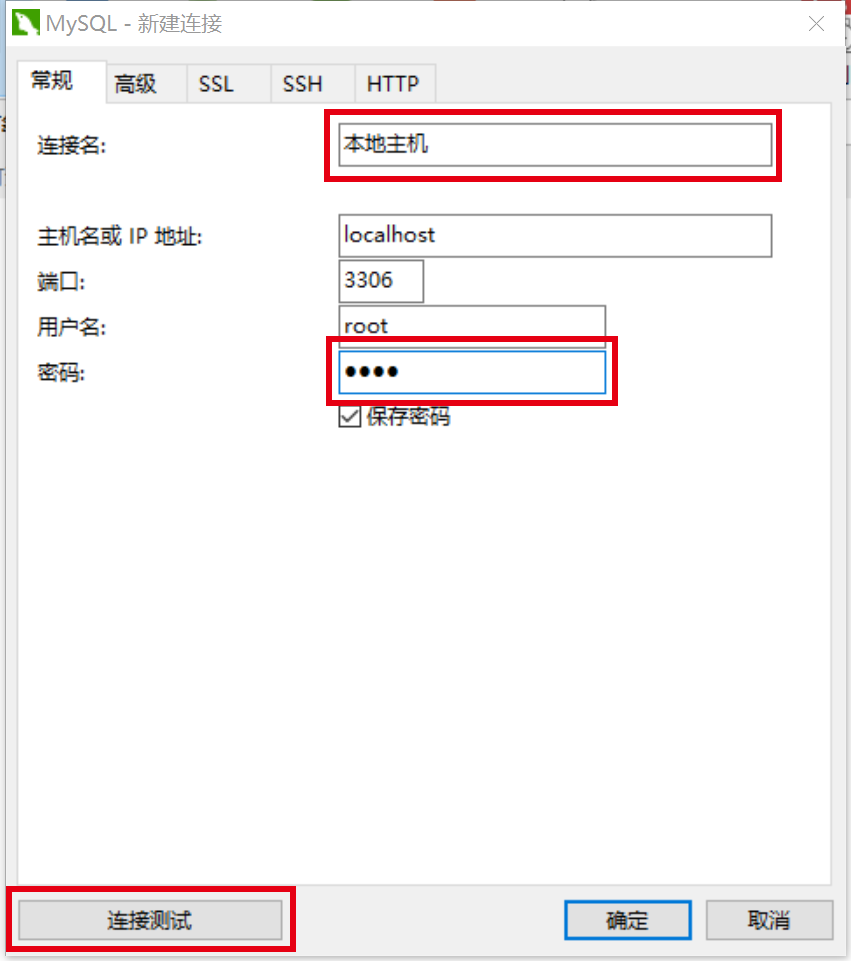 MySQL - 新建连接
常规 高级 SSL SSH HTTP
连接名: 本地主机
主机名或 IP 地址: localhost
端口: 3306
用户名: root
密码: ●●●●
保存密码
连接测试 确定 取消